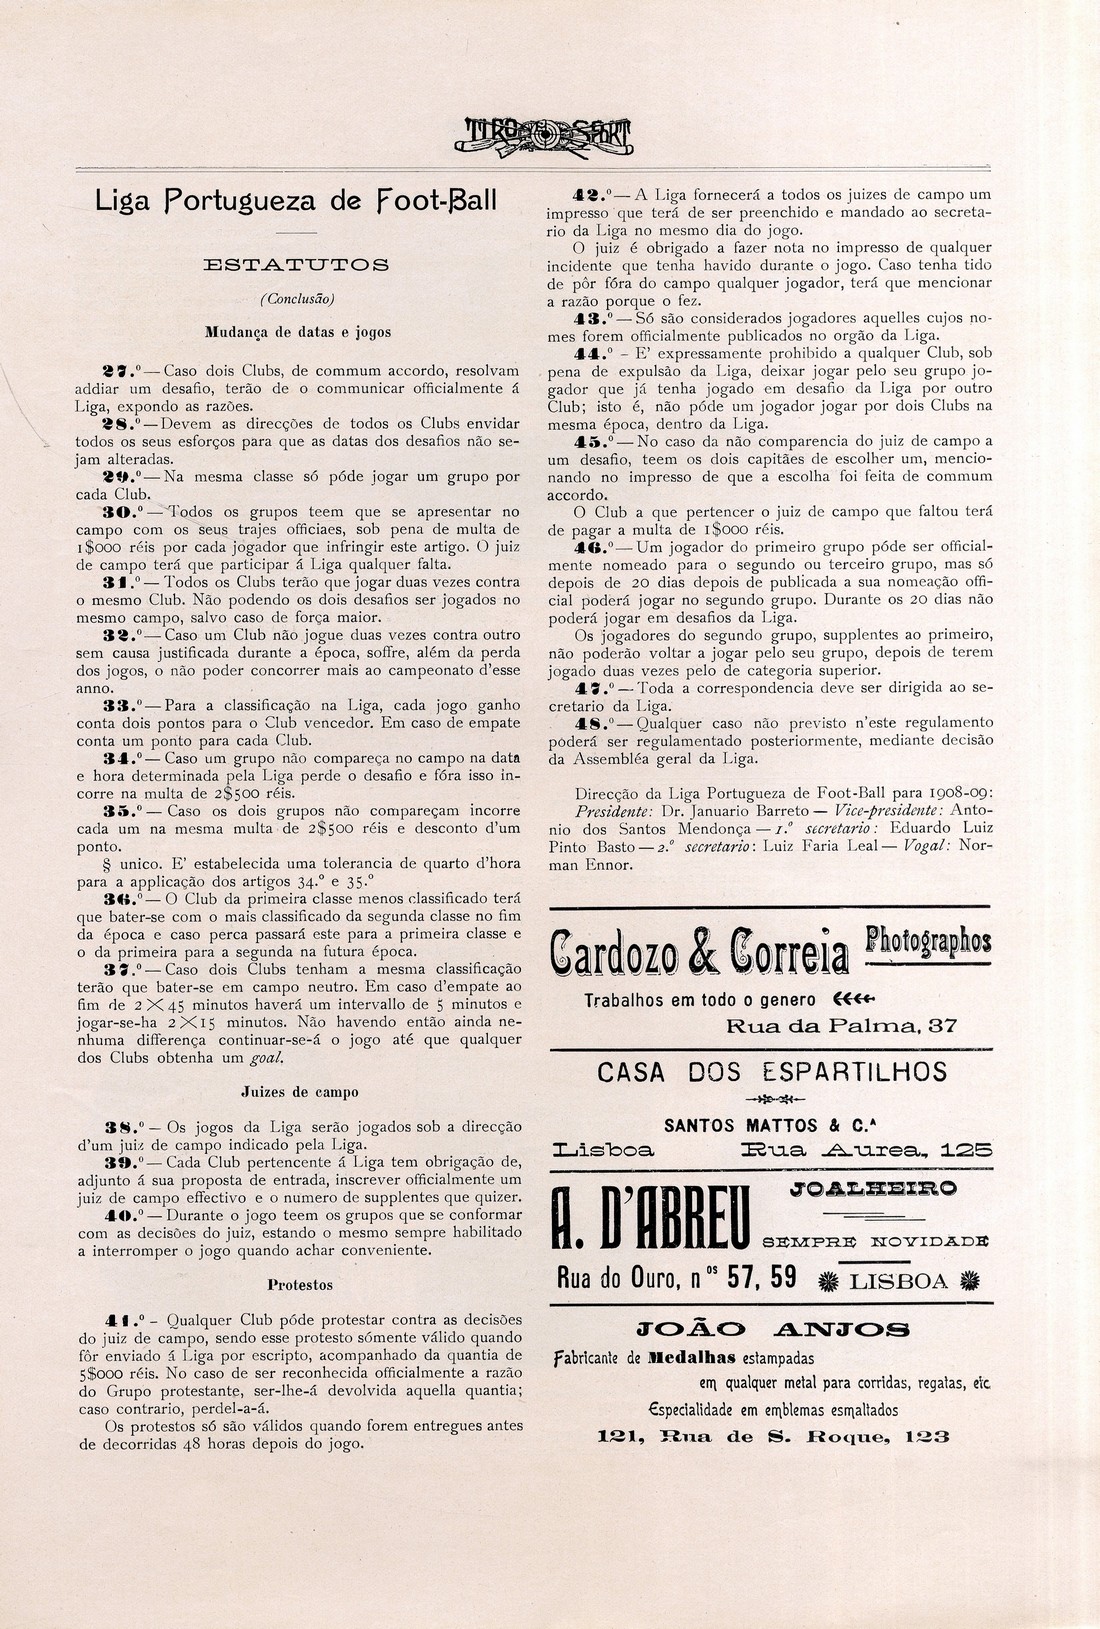 TIRO E SPORT
Liga Portugueza de Foot-Ball
ESTATUTOS
(Conclusão)
Mudança de datas e jogos
27.º — Caso dois Clubs, de commum accordo, resolvam
addiar um desafio, terão de o communicar officialmente á
Liga, expondo as razões.
28.º — Devem as direcções de todos os Clubs envidar
todos os seus esforços para que as datas dos desafios não se-
jam alteradas.
29.º — Na mesma classe só póde jogar um grupo por
cada Club.
30.º — Todos os grupos teem que se apresentar no
campo com os seus trajes officiaes, sob pena de multa de
1$000 réis por cada jogador que infringir este artigo. O juiz
de campo terá que participar á Liga qualquer falta.
31.º — Todos os Clubs terão que jogar duas vezes contra
o mesmo Club. Não podendo os dois desafios ser jogados no
mesmo campo, salvo caso de força maior.
32.º — Caso um Club não jogue duas vezes contra outro
sem causa justificada durante a época, soffre, além da perda
dos jogos, o não poder concorrer mais ao campeonato d'esse
anno.
33.º — Para a classificação na Liga, cada jogo ganho
conta dois pontos para o Club vencedor. Em caso de empate
conta um ponto para cada Club.
34.º — Caso um grupo não compareça no campo na data
e hora determinada pela Liga perde o desafio e fóra isso in-
corre na multa de 2$500 réis.
35.º — Caso os dois grupos não compareçam incorre
cada um na mesma multa de 2$500 réis e desconto d'um
ponto.
§ unico. E' estabelecida uma tolerancia de quarto d'hora
para a applicação dos artigos 34.º e 35.º
36.º — O Club da primeira classe menos classificado terá
que bater-se com o mais classificado da segunda classe no fim
da época e caso perca passará este para a primeira classe e
o da primeira para a segunda na futura época.
37.º — Caso dois Clubs tenham a mesma classificação
terão que bater-se em campo neutro. Em caso d'empate ao
fim de 2 X 45 minutos haverá um intervallo de 5 minutos e
jogar-se-ha 2 X 15 minutos. Não havendo então ainda ne-
nhuma differença continuar-se-á o jogo até que qualquer
dos Clubs obtenha um goal.
Juizes de campo
38.º — Os jogos da Liga serão jogados sob a direcção
d'um juiz de campo indicado pela Liga.
39.º — Cada Club pertencente á Liga tem obrigação de,
adjunto á sua proposta de entrada, inscrever officialmente um
juiz de campo effectivo e o numero de supplentes que quizer.
40.º — Durante o jogo teem os grupos que se conformar
com as decisões do juiz, estando o mesmo sempre habilitado
a interromper o jogo quando achar conveniente.
Protestos
41.º – Qualquer Club póde protestar contra as decisões
do juiz de campo, sendo esse protesto sómente válido quando
fôr enviado á Liga por escripto, acompanhado da quantia de
5$000 réis. No caso de ser reconhecida officialmente a razão
do Grupo protestante, ser-lhe-á devolvida aquella quantia;
caso contrario, perdel-a-á.
Os protestos só são válidos quando forem entregues antes
de decorridas 48 horas depois do jogo.
42.º — A Liga fornecerá a todos os juizes de campo um
impresso que terá de ser preenchido e mandado ao secreta-
rio da Liga no mesmo dia do jogo.
O juiz é obrigado a fazer nota no impresso de qualquer
incidente que tenha havido durante o jogo. Caso tenha tido
de pôr fóra do campo qualquer jogador, terá que mencionar
a razão porque o fez.
43.º — Só são considerados jogadores aquelles cujos no-
mes forem officialmente publicados no orgão da Liga.
44.º – E' expressamente prohibido a qualquer Club, sob
pena de expulsão da Liga, deixar jogar pelo seu grupo jo-
gador que já tenha jogado em desafio da Liga por outro
Club; isto é, não póde um jogador jogar por dois Clubs na
mesma época, dentro da Liga.
45.º — No caso da não comparencia do juiz de campo a
um desafio, teem os dois capitães de escolher um, mencio-
nando no impresso de que a escolha foi feita de commum
accordo.
O Club a que pertencer o juiz de campo que faltou terá
de pagar a multa de 1$000 réis.
46.º — Um jogador do primeiro grupo póde ser official-
mente nomeado para o segundo ou terceiro grupo, mas só
depois de 20 dias depois de publicada a sua nomeação offi-
cial poderá jogar no segundo grupo. Durante os 20 dias não
poderá jogar em desafios da Liga.
Os jogadores do segundo grupo, supplentes ao primeiro,
não poderão voltar a jogar pelo seu grupo, depois de terem
jogado duas vezes pelo de categoria superior.
47.º — Toda a correspondencia deve ser dirigida ao se-
cretario da Liga.
48.º — Qualquer caso não previsto n'este regulamento
poderá ser regulamentado posteriormente, mediante decisão
da Assembléa geral da Liga.
Direcção da Liga Portugueza de Foot-Ball para 1908-09:
Presidente: Dr. Januario Barreto — Vice-presidente: Anto-
nio dos Santos Mendonça — 1.º secretario: Eduardo Luiz
Pinto Basto — 2.º secretario: Luiz Faria Leal — Vogal: Nor-
man Ennor.
Cardozo & Correia Photographos
Trabalhos em todo o genero
Rua da Palma, 37
CASA DOS ESPARTILHOS
SANTOS MATTOS & C.ª
Lisboa Rua Aurea, 125
A. D'ABREU JOALHEIRO
SEMPRE NOVIDADE
Rua do Ouro, nos 57, 59 LISBOA
JOÃO ANJOS
Fabricante de Medalhas estampadas
em qualquer metal para corridas, regatas, etc.
Especialidade em emblemas esmaltados
121, Rua de S. Roque, 123